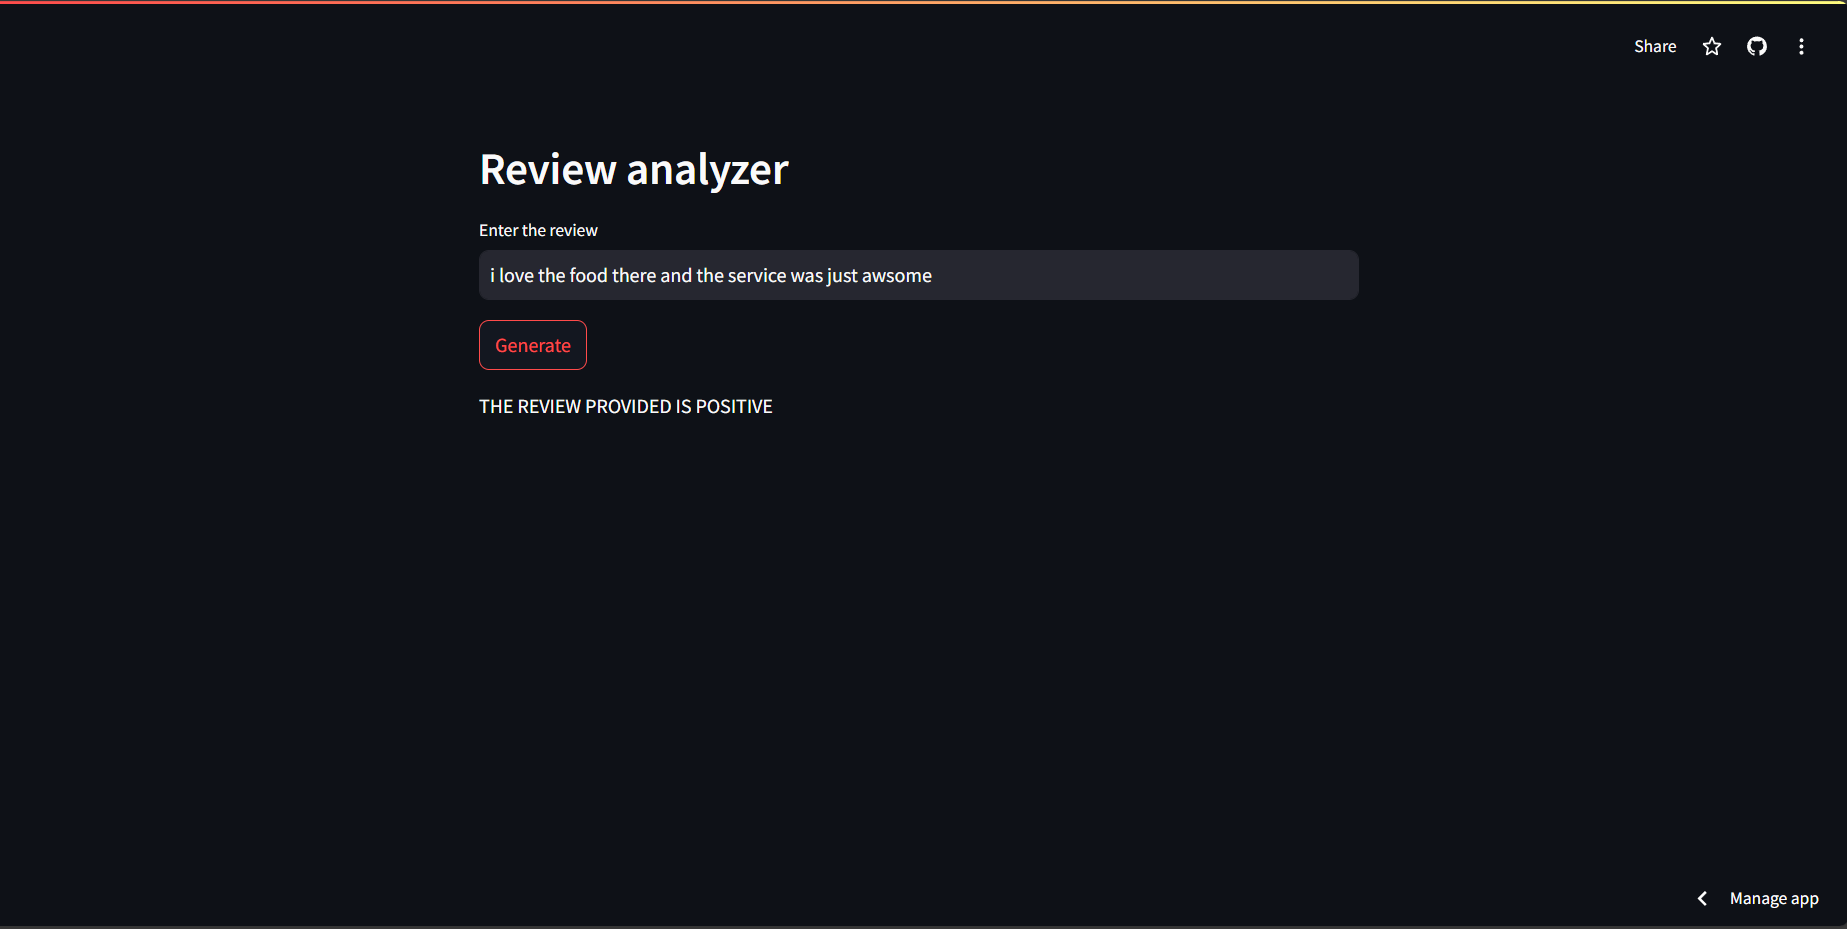 Share
Review analyzer
Enter the review
i love the food there and the service was just awsome
Generate
THE REVIEW PROVIDED IS POSITIVE
Manage app